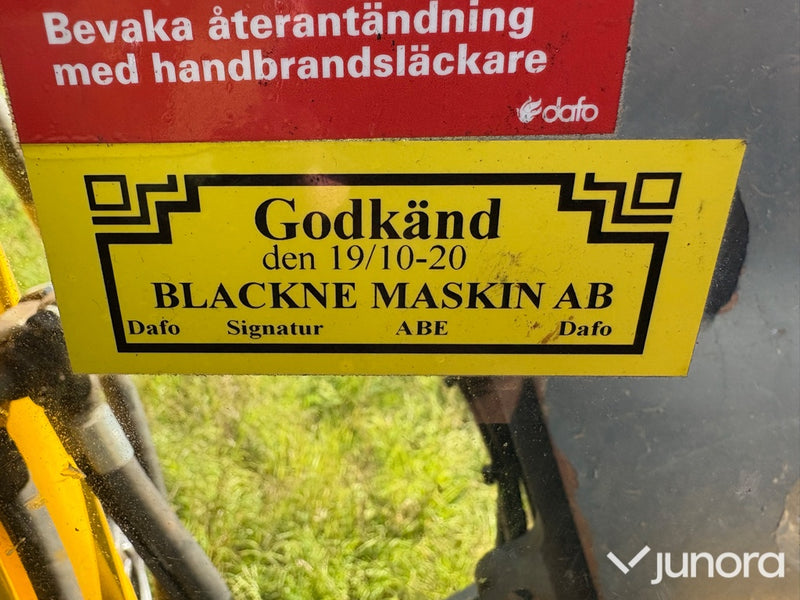 Bevaka återantändning
med handbrandsläckare
dafo
Godkänd
den 19/10-20
BLACKNE MASKIN AB
Dafo Signatur ABE Dafo
junora